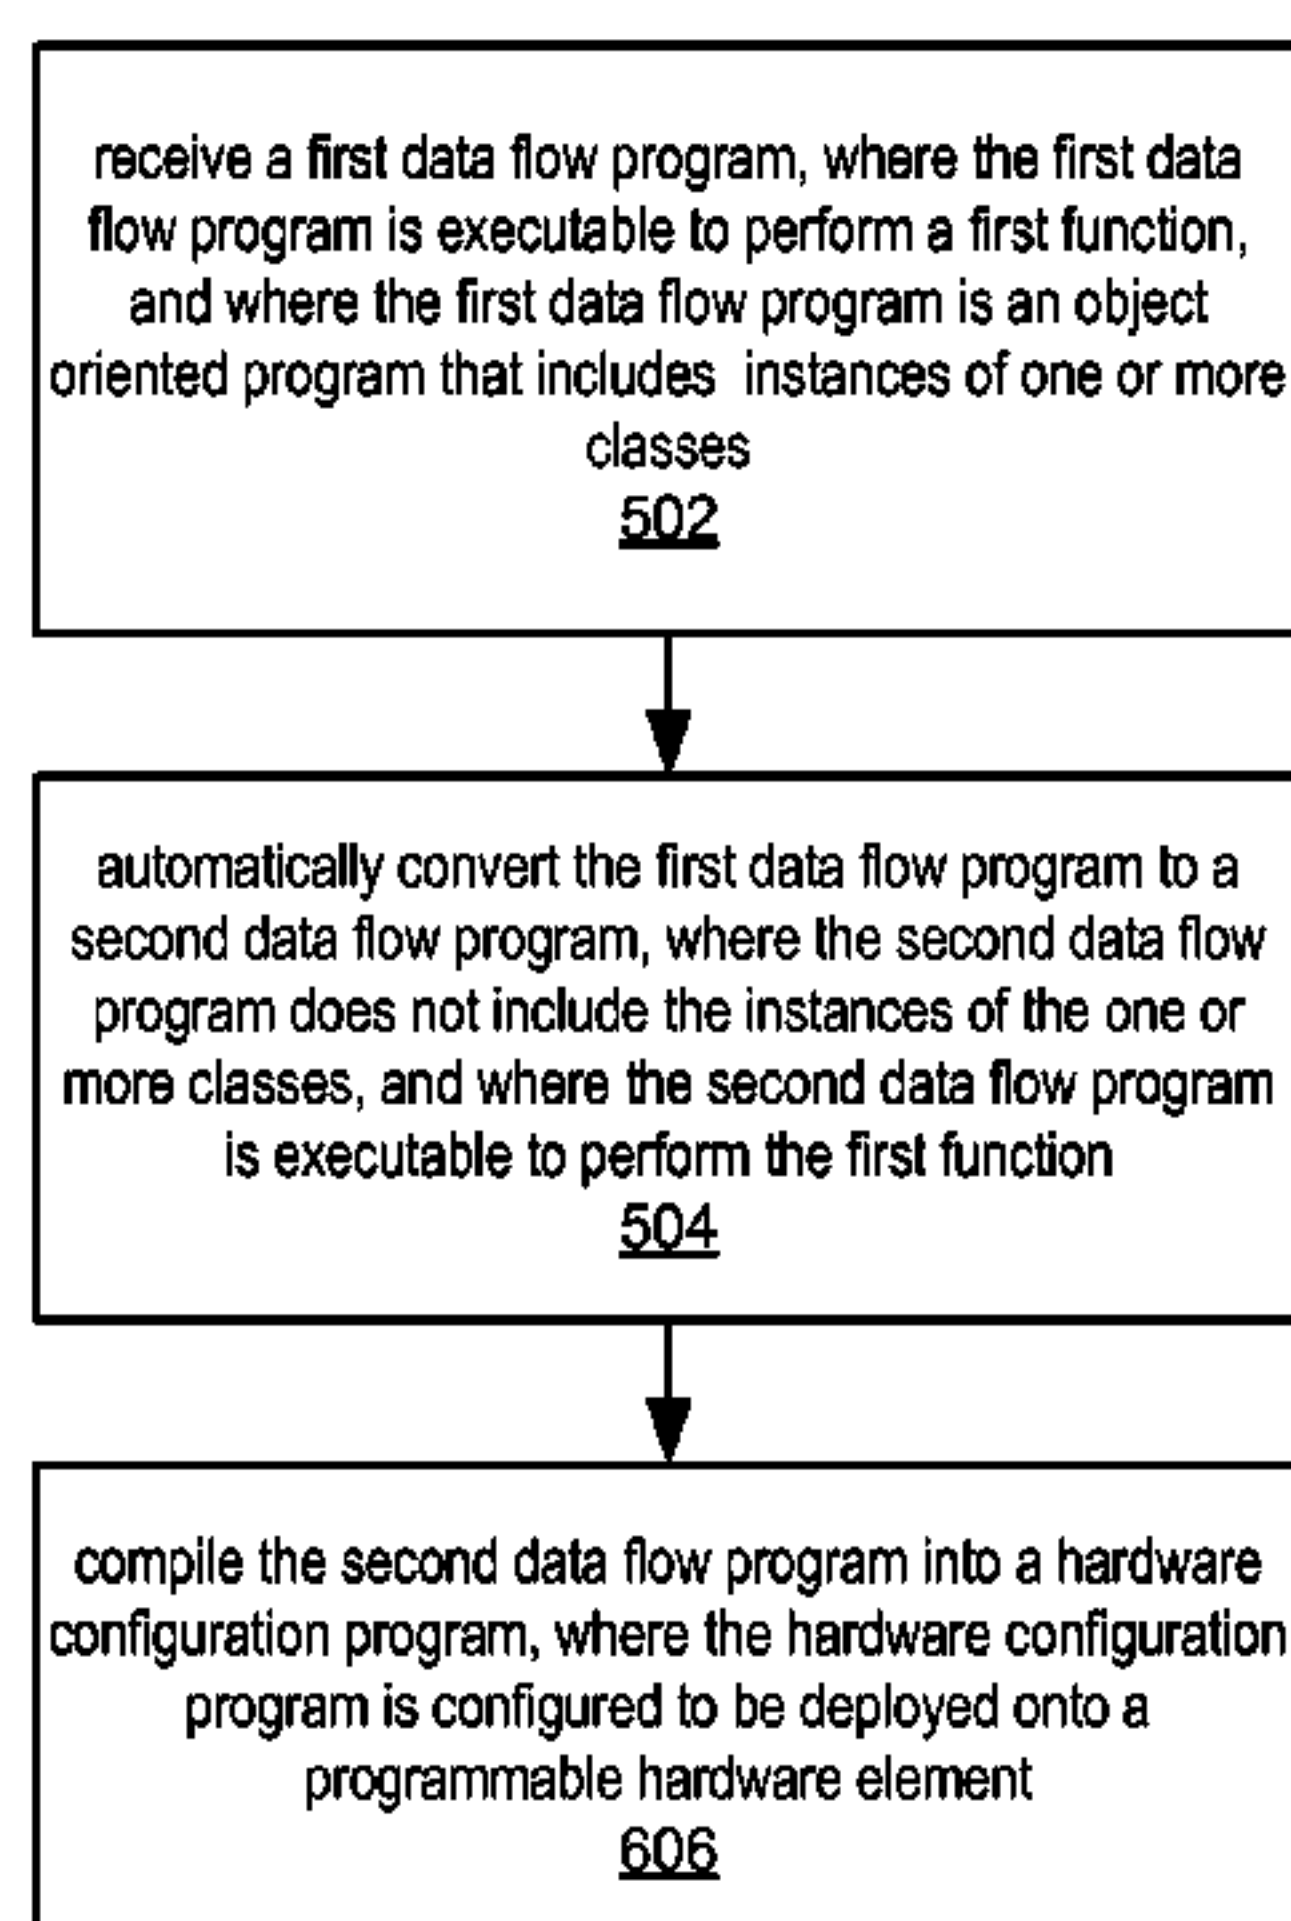 receive a first data flow program, where the first data
flow program is executable to perform a first function,
and where the first data flow program is an object
oriented program that includes instances of one or more
classes
502
automatically convert the first data flow program to a
second data flow program, where the second data flow
program does not include the instances of the one or
more classes, and where the second data flow program
is executable to perform the first function
504
compile the second data flow program into a hardware
configuration program, where the hardware configuration
program is configured to be deployed onto a
programmable hardware element
606